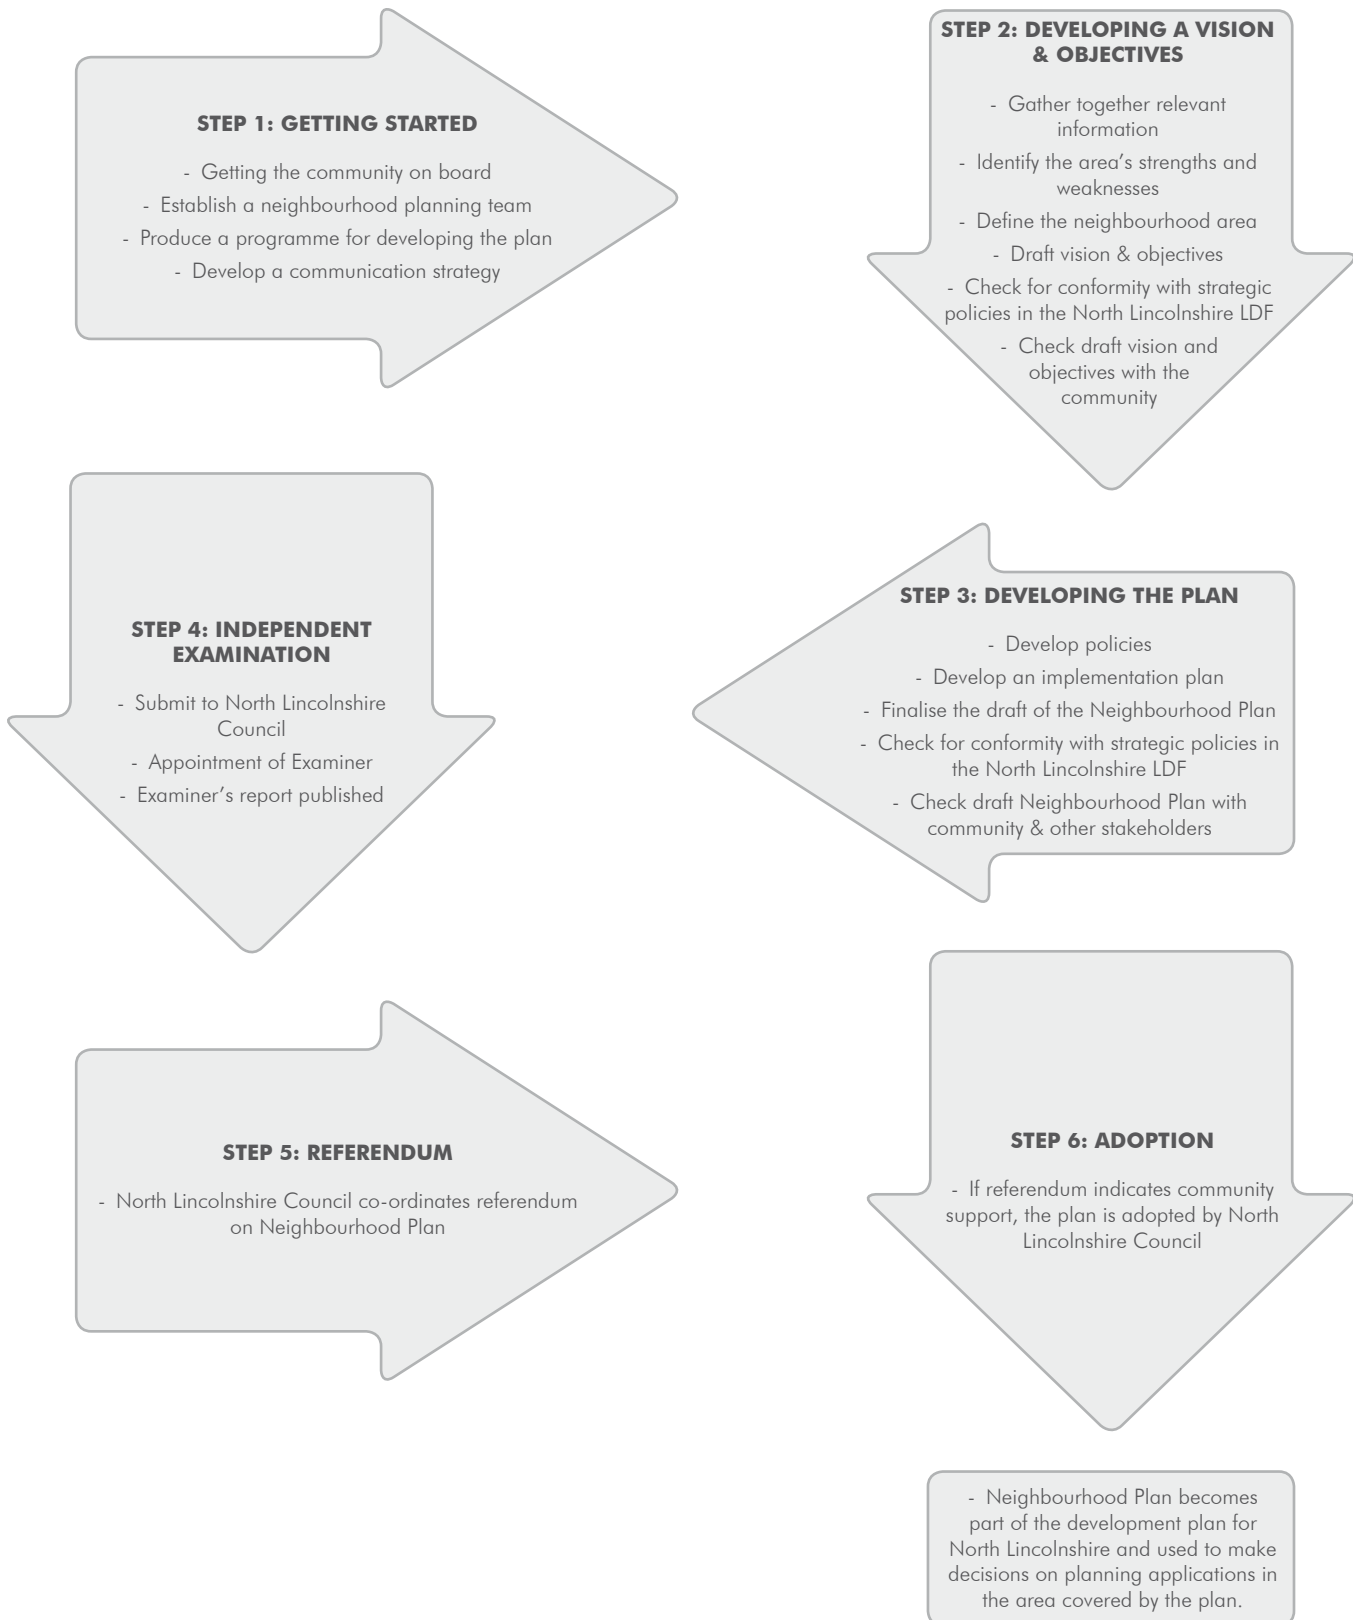 STEP 1: GETTING STARTED
- Getting the community on board
- Establish a neighbourhood planning team
- Produce a programme for developing the plan
- Develop a communication strategy
STEP 2: DEVELOPING A VISION
& OBJECTIVES
- Gather together relevant
information
- Identify the area's strengths and
weaknesses
- Define the neighbourhood area
- Draft vision & objectives
- Check for conformity with strategic
policies in the North Lincolnshire LDF
- Check draft vision and
objectives with the
community
STEP 3: DEVELOPING THE PLAN
- Develop policies
- Develop an implementation plan
- Finalise the draft of the Neighbourhood Plan
- Check for conformity with strategic policies in
the North Lincolnshire LDF
- Check draft Neighbourhood Plan with
community & other stakeholders
STEP 4: INDEPENDENT
EXAMINATION
- Submit to North Lincolnshire
Council
- Appointment of Examiner
- Examiner's report published
STEP 5: REFERENDUM
- North Lincolnshire Council co-ordinates referendum
on Neighbourhood Plan
STEP 6: ADOPTION
- If referendum indicates community
support, the plan is adopted by North
Lincolnshire Council
- Neighbourhood Plan becomes
part of the development plan for
North Lincolnshire and used to make
decisions on planning applications in
the area covered by the plan.